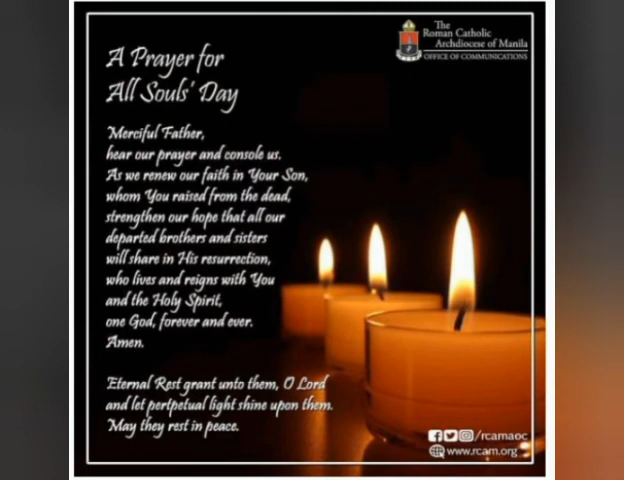 The
Roman Catholic
Archdiocese of Manila
OFFICE OF COMMUNICATIONS
A Prayer for
All Souls' Day
Merciful Father,
hear our prayer and console us.
As we renew our faith in Your Son,
whom You raised from the dead,
strengthen our hope that all our
departed brothers and sisters
will share in His resurrection,
who lives and reigns with You
and the Holy Spirit,
one God, forever and ever.
Amen.
Eternal Rest grant unto them, O Lord
and let pertpetual light shine upon them.
May they rest in peace.
/rcamaoc
www.rcam.org